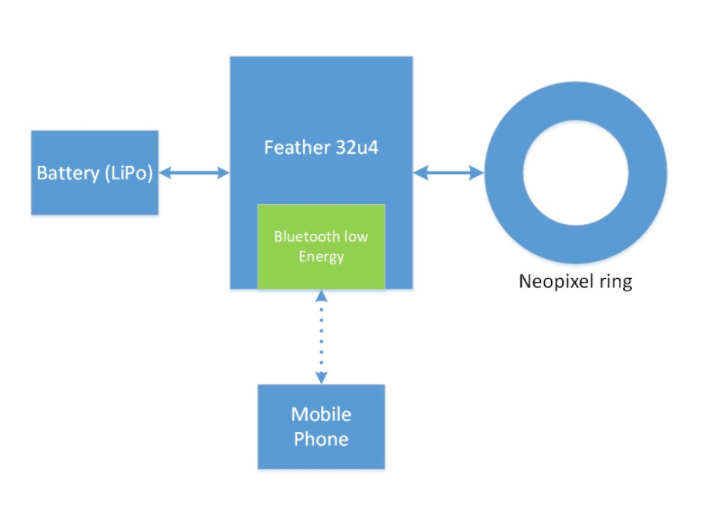 Feather 32u4
Battery (LiPo)
Bluetooth low
Energy
Neopixel ring
Mobile
Phone